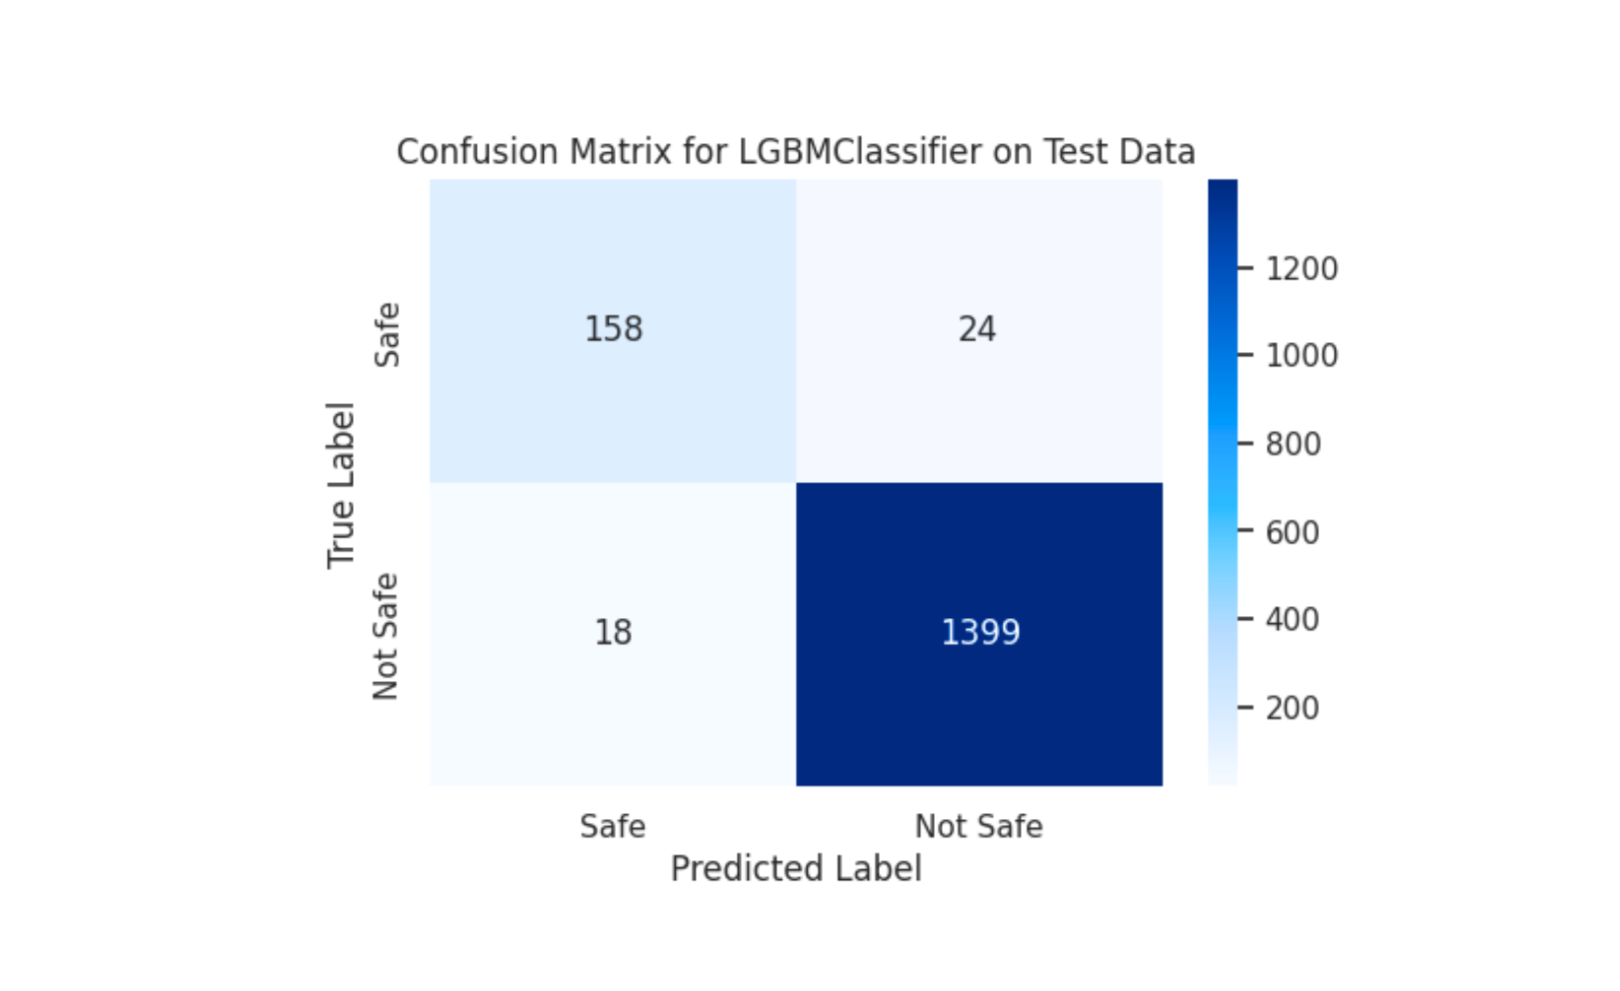 Confusion Matrix for LGBMClassifier on Test Data
True Label
Safe
Not Safe
158
24
18
1399
Safe
Not Safe
Predicted Label
1200
1000
800
600
400
200